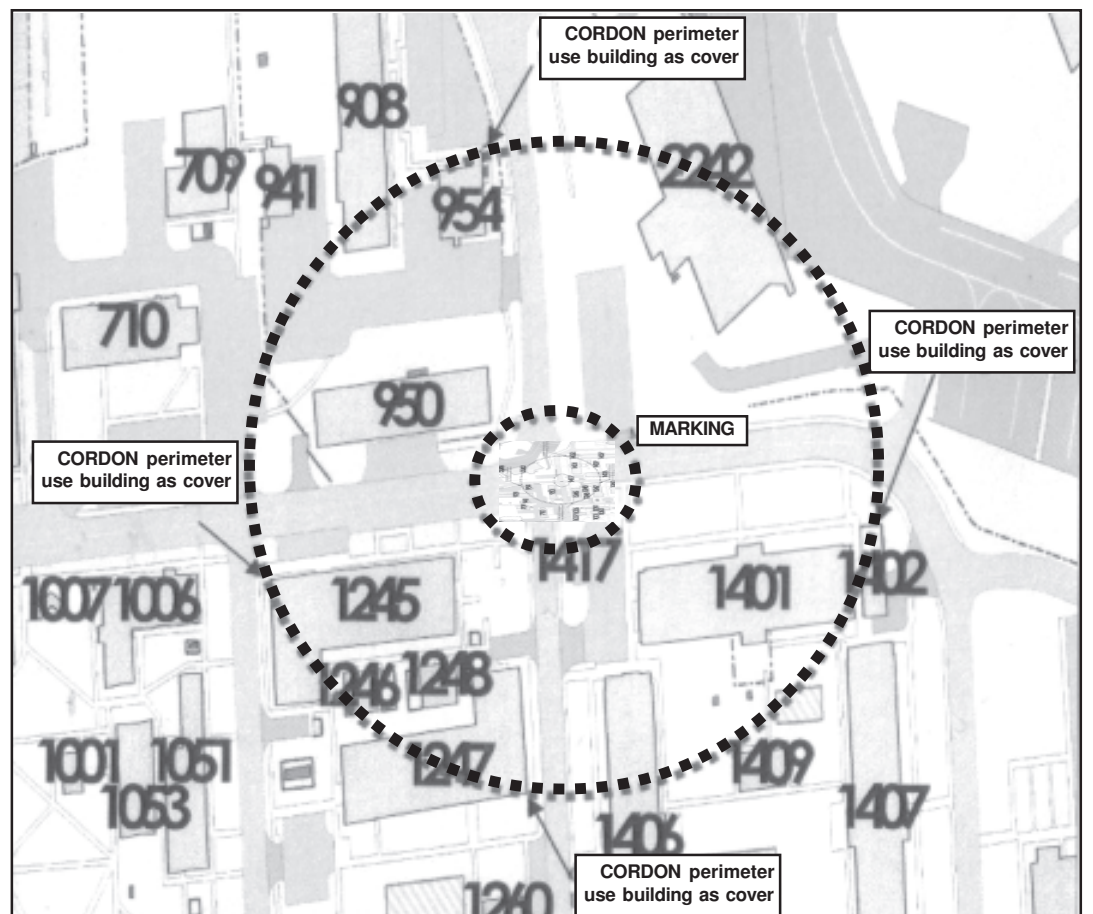 CORDON perimeter
use building as cover
908
709
941
2242
954
710
CORDON perimeter
use building as cover
950
MARKING
CORDON perimeter
use building as cover
1417
1007 1006
1245
1401
1402
1246
1248
1001
1051
1247
1409
1053
1407
1406
CORDON perimeter
use building as cover
1260